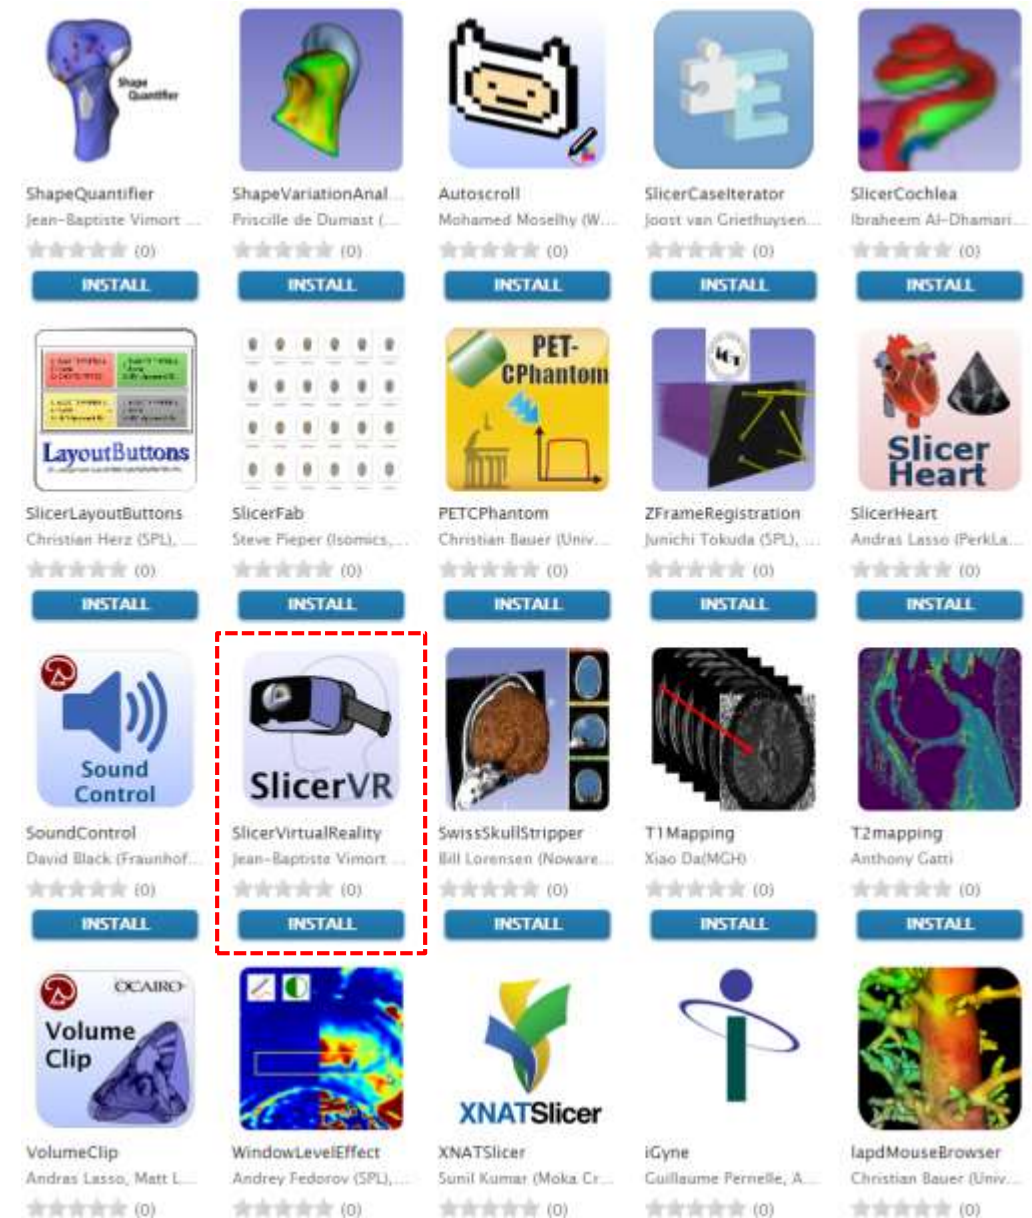 Shape
Quantifier
ShapeQuantifier
ShapeVariationAnal...
Autoscroll
SlicerCaseIterator
SlicerCochlea
Jean-Baptiste Vimort ...
Priscille de Dumast (...
Mohamed Moselhy (W...
Joost van Griethuysen...
Ibraheem Al-Dhamari...
(0)
(0)
(0)
(0)
(0)
INSTALL
INSTALL
INSTALL
INSTALL
INSTALL
LayoutButtons
PET-
CPhantom
iGT
Slicer
Heart
SlicerLayoutButtons
SlicerFab
PETCPhantom
ZFrameRegistration
SlicerHeart
Christian Herz (SPL), ...
Steve Pieper (Isomics,...
Christian Bauer (Univ...
Junichi Tokuda (SPL), ...
Andras Lasso (PerkLa...
(0)
(0)
(0)
(0)
(0)
INSTALL
INSTALL
INSTALL
INSTALL
INSTALL
Sound
Control
SlicerVR
SoundControl
SlicerVirtualReality
SwissSkullStripper
T1Mapping
T2mapping
David Black (Fraunhof...
Jean-Baptiste Vimort ...
Bill Lorensen (Noware...
Xiao Da(MGH)
Anthony Gatti
(0)
(0)
(0)
(0)
(0)
INSTALL
INSTALL
INSTALL
INSTALL
INSTALL
OCAIRO
Volume
Clip
XNATSlicer
VolumeClip
WindowLevelEffect
XNATSlicer
iGyne
lapdMouseBrowser
Andras Lasso, Matt L...
Andrey Fedorov (SPL),...
Sunil Kumar (Moka Cr...
Guillaume Pernelle, A...
Christian Bauer (Univ...
(0)
(0)
(0)
(0)
(0)